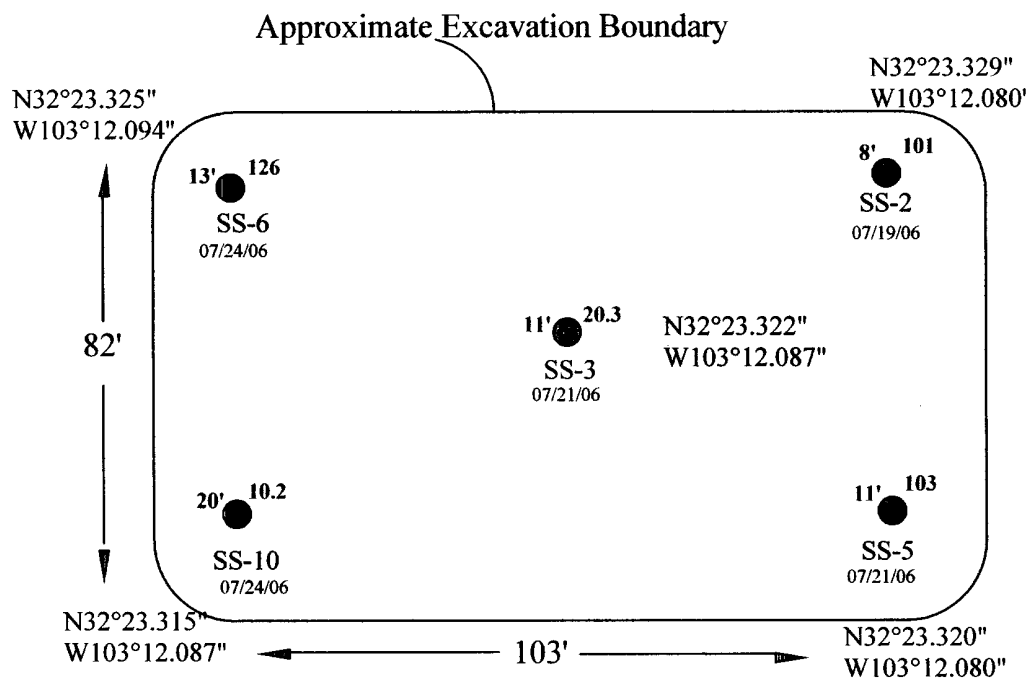 Approximate Excavation Boundary
N32°23.325"
W103°12.094"
N32°23.329"
W103°12.080'
13' 126
SS-6
07/24/06
8' 101
SS-2
07/19/06
82'
11' 20.3
SS-3
07/21/06
N32°23.322"
W103°12.087"
20' 10.2
SS-10
07/24/06
11' 103
SS-5
07/21/06
N32°23.315"
W103°12.087"
103'
N32°23.320"
W103°12.080"